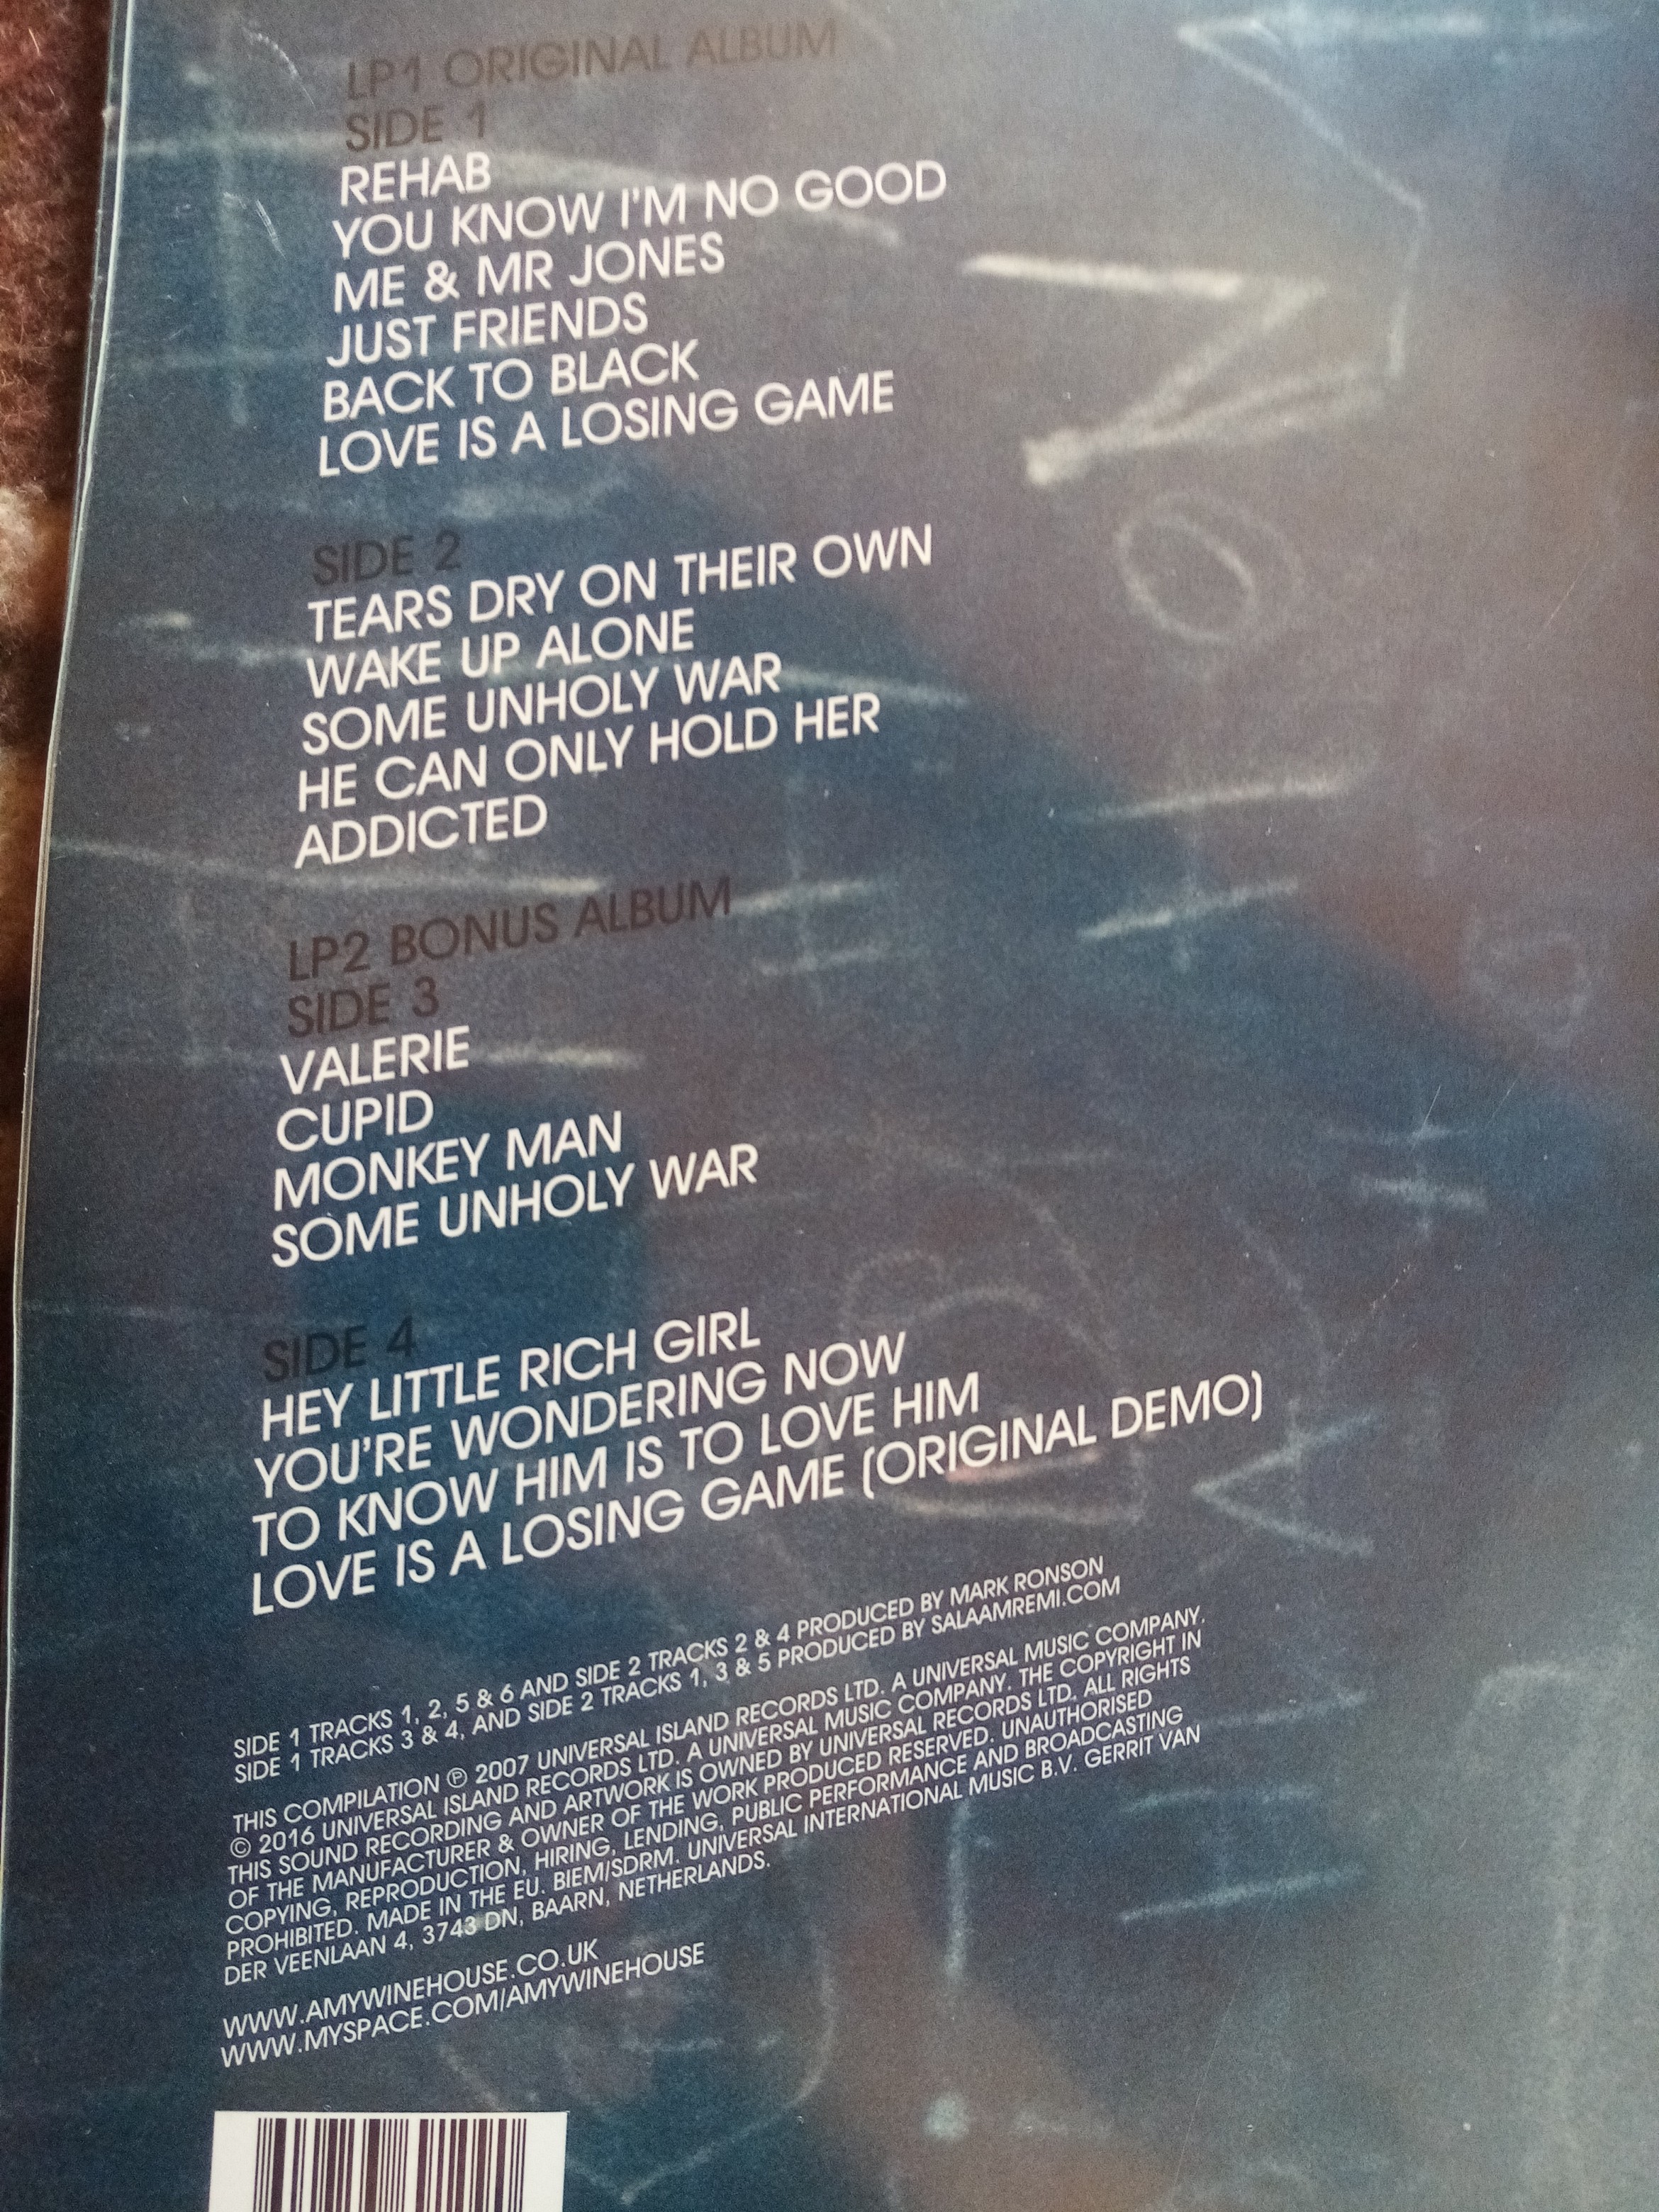 LP1 ORIGINAL ALBUM
SIDE 1
REHAB
YOU KNOW I'M NO GOOD
ME & MR JONES
JUST FRIENDS
BACK TO BLACK
LOVE IS A LOSING GAME
SIDE 2
TEARS DRY ON THEIR OWN
WAKE UP ALONE
SOME UNHOLY WAR
HE CAN ONLY HOLD HER
ADDICTED
LP2 BONUS ALBUM
SIDE 3
VALERIE
CUPID
MONKEY MAN
SOME UNHOLY WAR
SIDE 4
HEY LITTLE RICH GIRL
YOU'RE WONDERING NOW
TO KNOW HIM IS TO LOVE HIM
LOVE IS A LOSING GAME (ORIGINAL DEMO)
SIDE 1 TRACKS 1, 2, 5 & 6 AND SIDE 2 TRACKS 2 & 4 PRODUCED BY MARK RONSON
SIDE 1 TRACKS 3 & 4, AND SIDE 2 TRACKS 1, 3 & 5 PRODUCED BY SALAAMREMI.COM
THIS COMPILATION ℗ 2007 UNIVERSAL ISLAND RECORDS LTD. A UNIVERSAL MUSIC COMPANY.
© 2016 UNIVERSAL ISLAND RECORDS LTD. A UNIVERSAL MUSIC COMPANY. THE COPYRIGHT IN
THIS SOUND RECORDING AND ARTWORK IS OWNED BY UNIVERSAL RECORDS LTD. ALL RIGHTS
OF THE MANUFACTURER & OWNER OF THE WORK PRODUCED RESERVED. UNAUTHORISED
COPYING, REPRODUCTION, HIRING, LENDING, PUBLIC PERFORMANCE AND BROADCASTING
PROHIBITED. MADE IN THE EU. BIEM/SDRM. UNIVERSAL INTERNATIONAL MUSIC B.V. GERRIT VAN
DER VEENLAAN 4, 3743 DN, BAARN, NETHERLANDS.
WWW.AMYWINEHOUSE.CO.UK
WWW.MYSPACE.COM/AMYWINEHOUSE